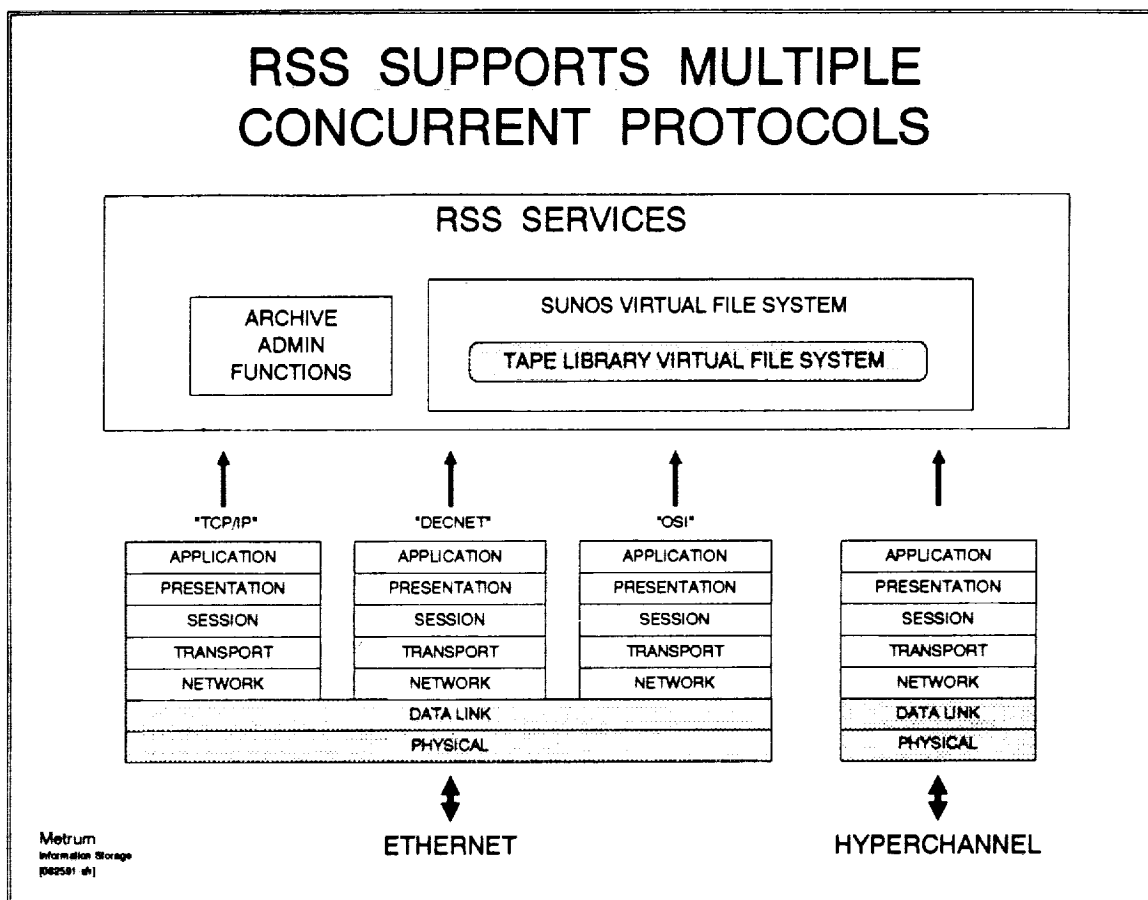 RSS SUPPORTS MULTIPLE
CONCURRENT PROTOCOLS
RSS SERVICES
ARCHIVE
ADMIN
FUNCTIONS
SUNOS VIRTUAL FILE SYSTEM
TAPE LIBRARY VIRTUAL FILE SYSTEM
"TCP/IP"
APPLICATION
PRESENTATION
SESSION
TRANSPORT
NETWORK
"DECNET"
APPLICATION
PRESENTATION
SESSION
TRANSPORT
NETWORK
"OSI"
APPLICATION
PRESENTATION
SESSION
TRANSPORT
NETWORK
DATA LINK
PHYSICAL
ETHERNET
APPLICATION
PRESENTATION
SESSION
TRANSPORT
NETWORK
DATA LINK
PHYSICAL
HYPERCHANNEL
Metrum
Information Storage